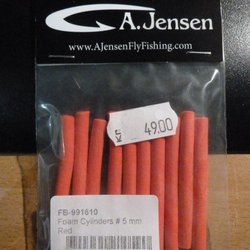 A. Jensen
www.AJensenFlyFishing.com
49.00
FB-991610
Foam Cylinders # 5 mm
Red